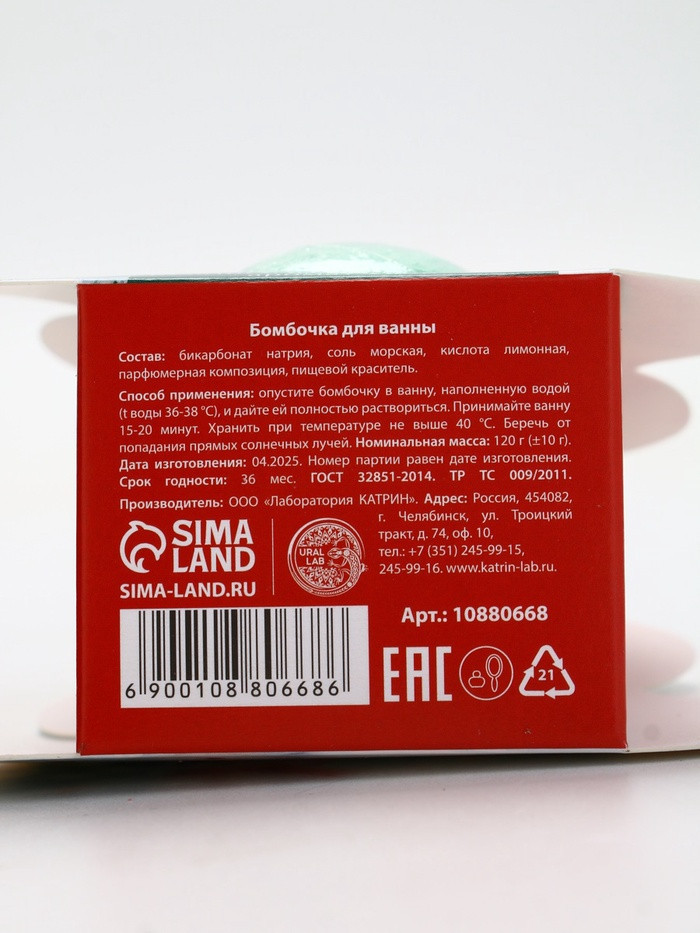 Бомбочка для ванны
Состав: бикарбонат натрия, соль морская, кислота лимонная,
парфюмерная композиция, пищевой краситель.
Способ применения: опустите бомбочку в ванну, наполненную водой
(t воды 36-38 °C), и дайте ей полностью раствориться. Принимайте ванну
15-20 минут. Хранить при температуре не выше 40 °C. Беречь от
попадания прямых солнечных лучей. Номинальная масса: 120 г (±10 г).
Дата изготовления: 04.2025. Номер партии равен дате изготовления.
Срок годности: 36 мес. ГОСТ 32851-2014. ТР ТС 009/2011.
Производитель: ООО «Лаборатория КАТРИН». Адрес: Россия, 454082,
г. Челябинск, ул. Троицкий
тракт, д. 74, оф. 10,
тел.: +7 (351) 245-99-15,
245-99-16. www.katrin-lab.ru.
SIMA
LAND
SIMA-LAND.RU
URAL
LAB
Арт.: 10880668
6 900108 806686
EAC
21